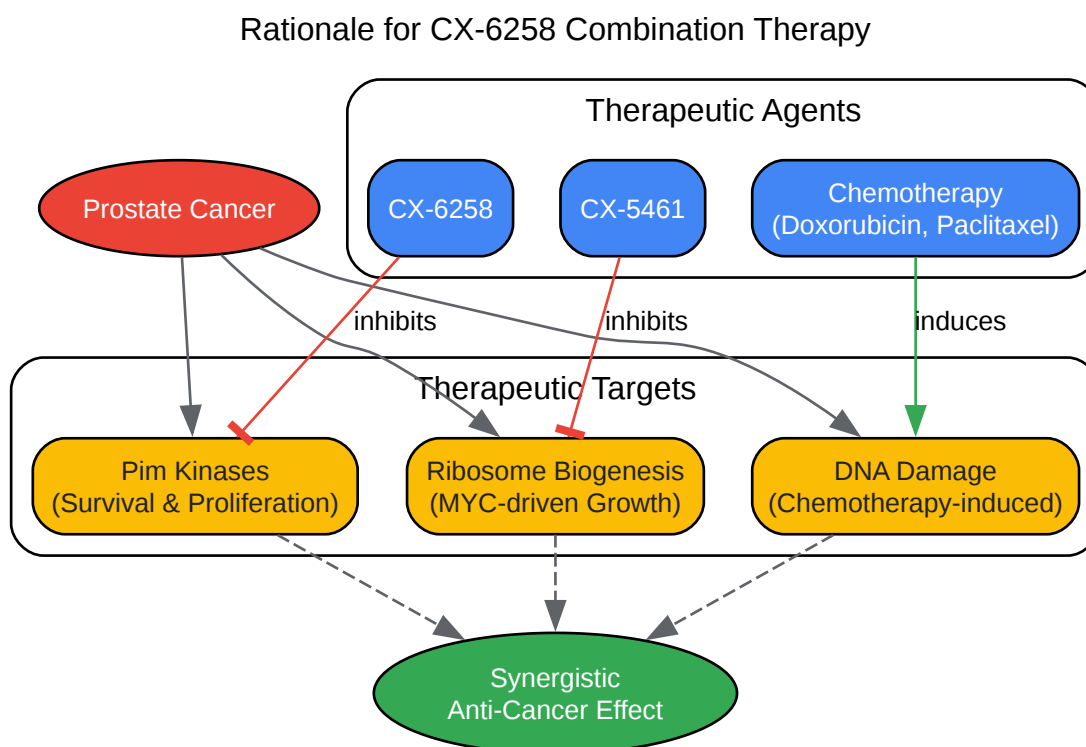 Rationale for CX-6258 Combination Therapy
Therapeutic Agents
Prostate Cancer
CX-6258
CX-5461
Chemotherapy
(Doxorubicin, Paclitaxel)
inhibits
inhibits
induces
Therapeutic Targets
Pim Kinases
(Survival & Proliferation)
Ribosome Biogenesis
(MYC-driven Growth)
DNA Damage
(Chemotherapy-induced)
Synergistic
Anti-Cancer Effect